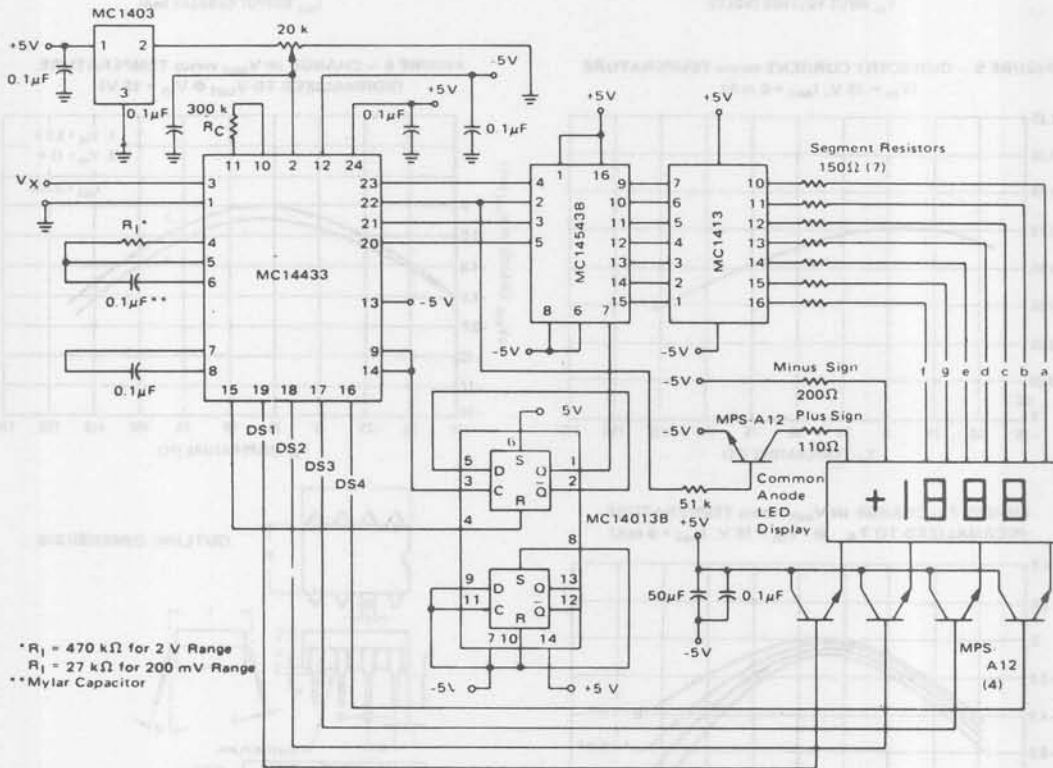 MC1403
+5V
1
2
3
0.1µF
20 k
-5V
+5V
0.1µF
0.1µF
0.1µF
300 k
RC
11 10 2 12 24
VX
3
1
4
5
6
7
8
RI*
0.1µF**
0.1µF
MC14433
23
22
21
20
13
-5V
9
14
15 19 18 17 16
DS1
DS2
DS3
DS4
+5V
1
16
4
2
3
5
MC14543B
9
10
11
12
13
14
15
8 6 7
-5V
+5V
7
6
5
4
3
2
1
MC1413
10
11
12
13
14
15
16
-5V
Segment Resistors
150Ω (7)
f g e d c b a
-5V
Minus Sign
200Ω
MPS-A12
Plus Sign
-5V
110Ω
51 k
Common
Anode
LED
Display
+1888
5V
6
5
3
4
D S Q
C R Q
1
2
MC14013B
8
9
11
D S Q
C R Q
13
12
7 10 14
-5V
+5V
+5V
50µF
0.1µF
-5V
MPS-
A12
(4)
*RI = 470 kΩ for 2 V Range
RI = 27 kΩ for 200 mV Range
**Mylar Capacitor